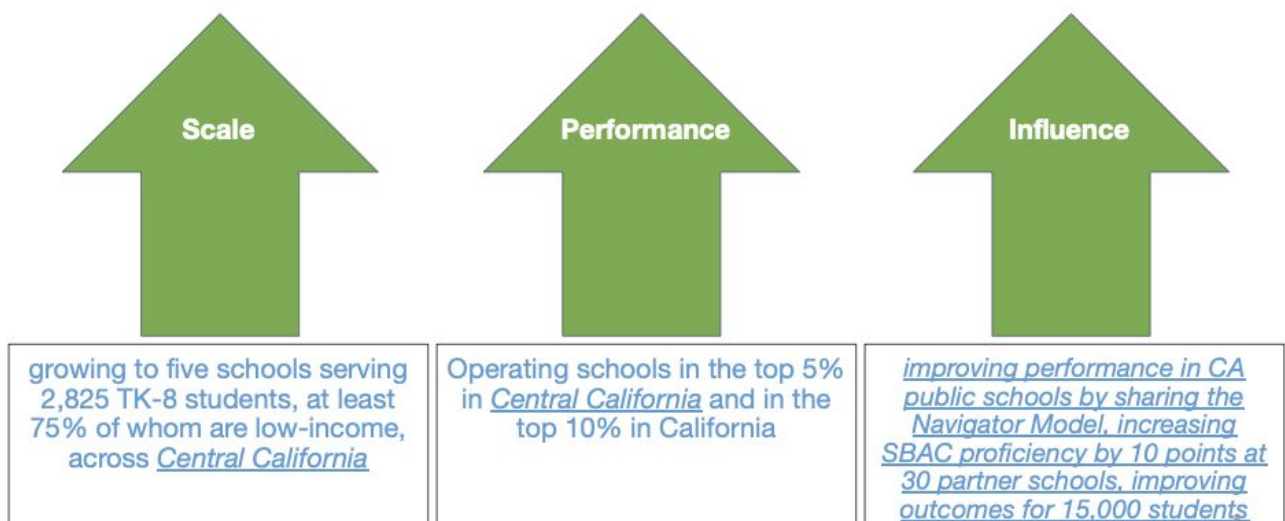 Scale
Performance
Influence
growing to five schools serving
2,825 TK-8 students, at least
75% of whom are low-income,
across Central California
Operating schools in the top 5%
in Central California and in the
top 10% in California
improving performance in CA
public schools by sharing the
Navigator Model, increasing
SBAC proficiency by 10 points at
30 partner schools, improving
outcomes for 15,000 students